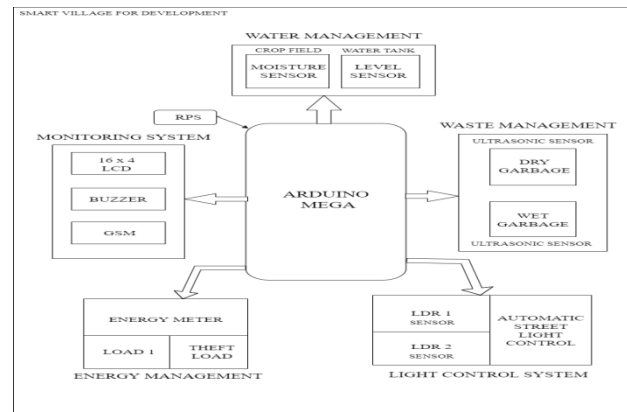 SMART VILLAGE FOR DEVELOPMENT
WATER MANAGEMENT
CROP FIELD
WATER TANK
MOISTURE
SENSOR
LEVEL
SENSOR
RPS
MONITORING SYSTEM
16 x 4
LCD
BUZZER
GSM
ARDUINO
MEGA
WASTE MANAGEMENT
ULTRASONIC SENSOR
DRY
GARBAGE
WET
GARBAGE
ULTRASONIC SENSOR
ENERGY METER
LOAD 1
THEFT
LOAD
ENERGY MANAGEMENT
LDR 1
SENSOR
LDR 2
SENSOR
AUTOMATIC
STREET
LIGHT
CONTROL
LIGHT CONTROL SYSTEM